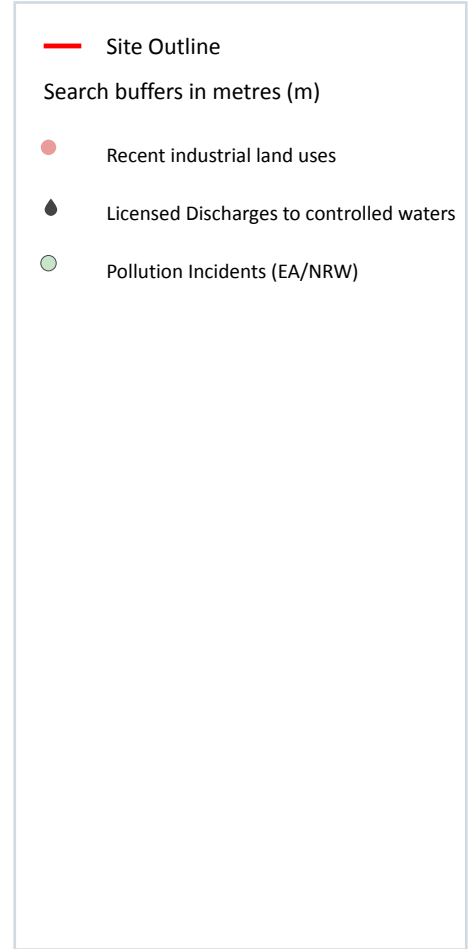 Site Outline
Search buffers in metres (m)
Recent industrial land uses
Licensed Discharges to controlled waters
Pollution Incidents (EA/NRW)